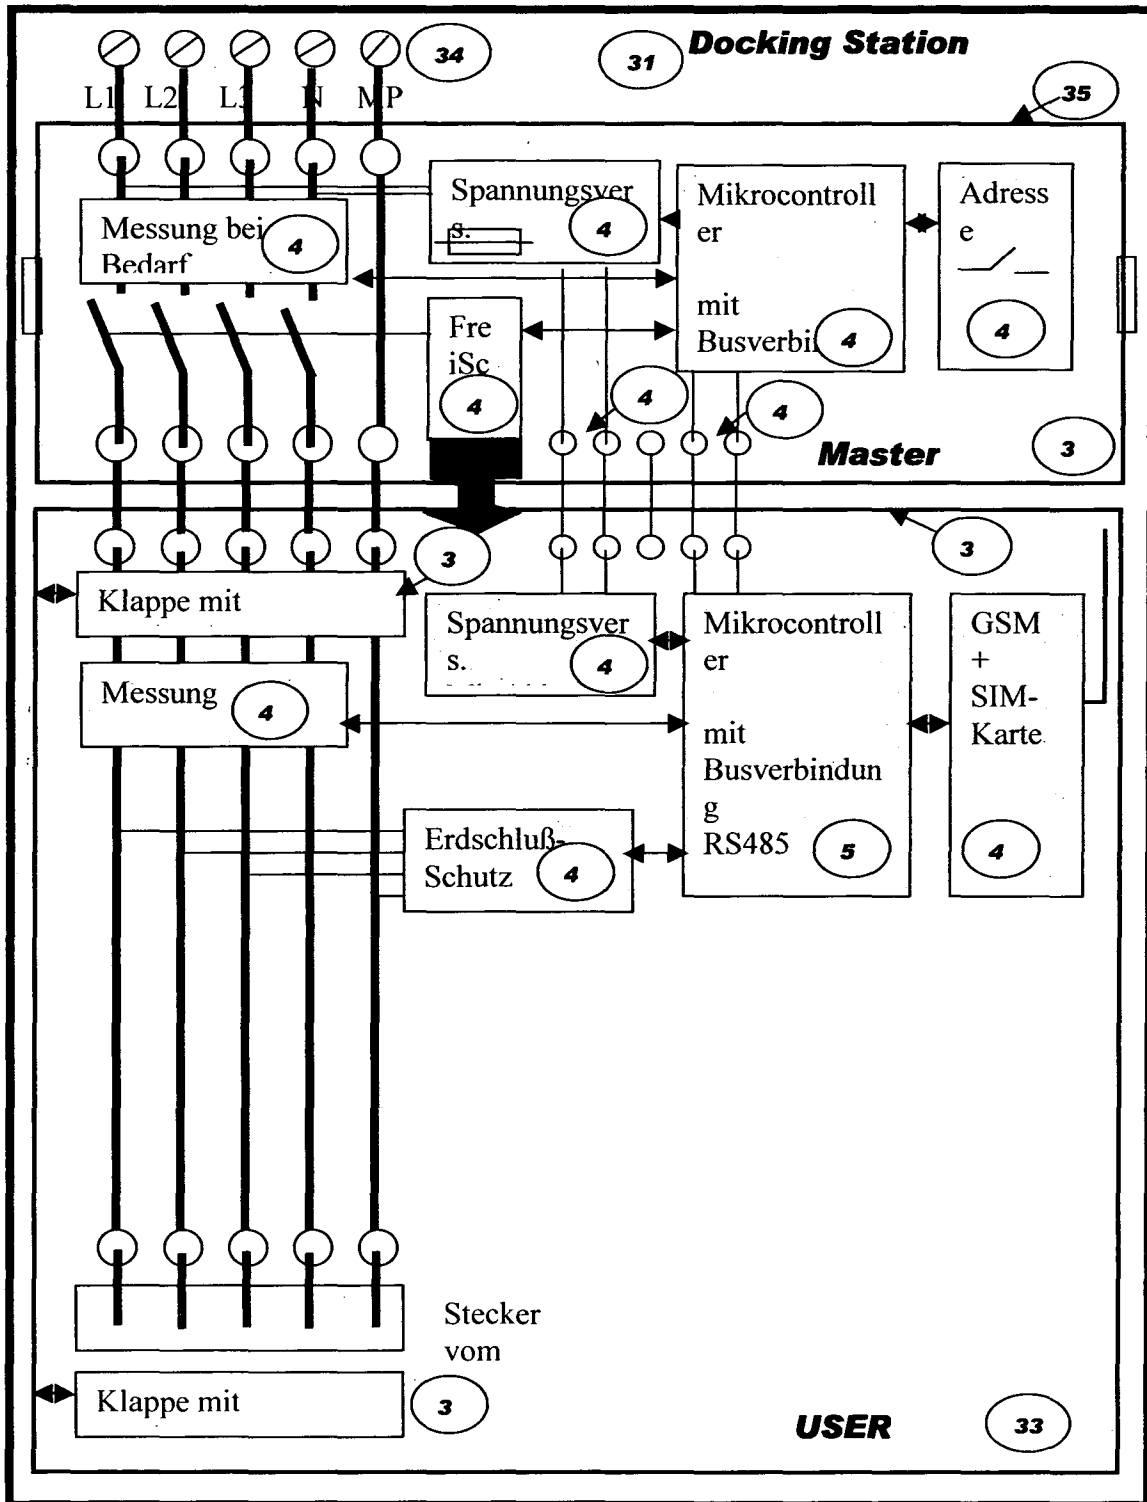 34
31
Docking Station
35
L1 L2 L3 N MP
Messung bei
Bedarf
4
Spannungsver
s.
4
Mikrocontroll
er
mit
Busverbi
4
Adress
e
4
Fre
iSc
4
4
4
Master
3
3
3
Klappe mit
Spannungsver
s.
4
Mikrocontroll
er
mit
Busverbindun
g
RS485
5
GSM
+
SIM-
Karte
4
Messung
4
Erdschluß-
Schutz
4
Stecker
vom
Klappe mit
3
USER
33